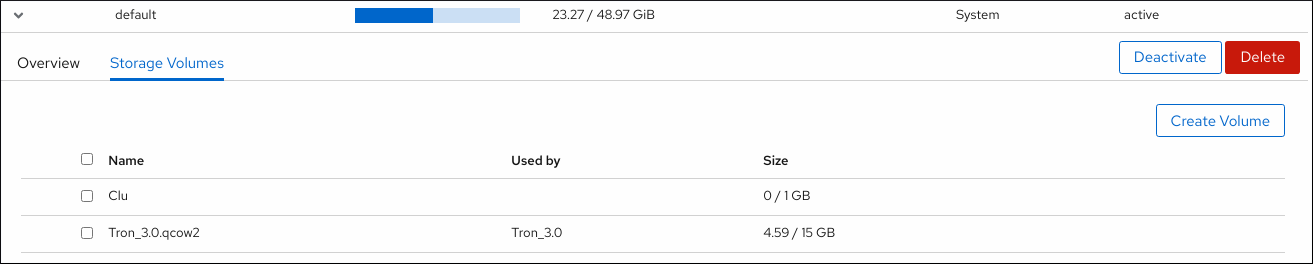 default 23.27 / 48.97 GiB System active
Overview Storage Volumes Deactivate Delete
Create Volume
Name Used by Size
Clu 0 / 1 GB
Tron_3.0.qcow2 Tron_3.0 4.59 / 15 GB